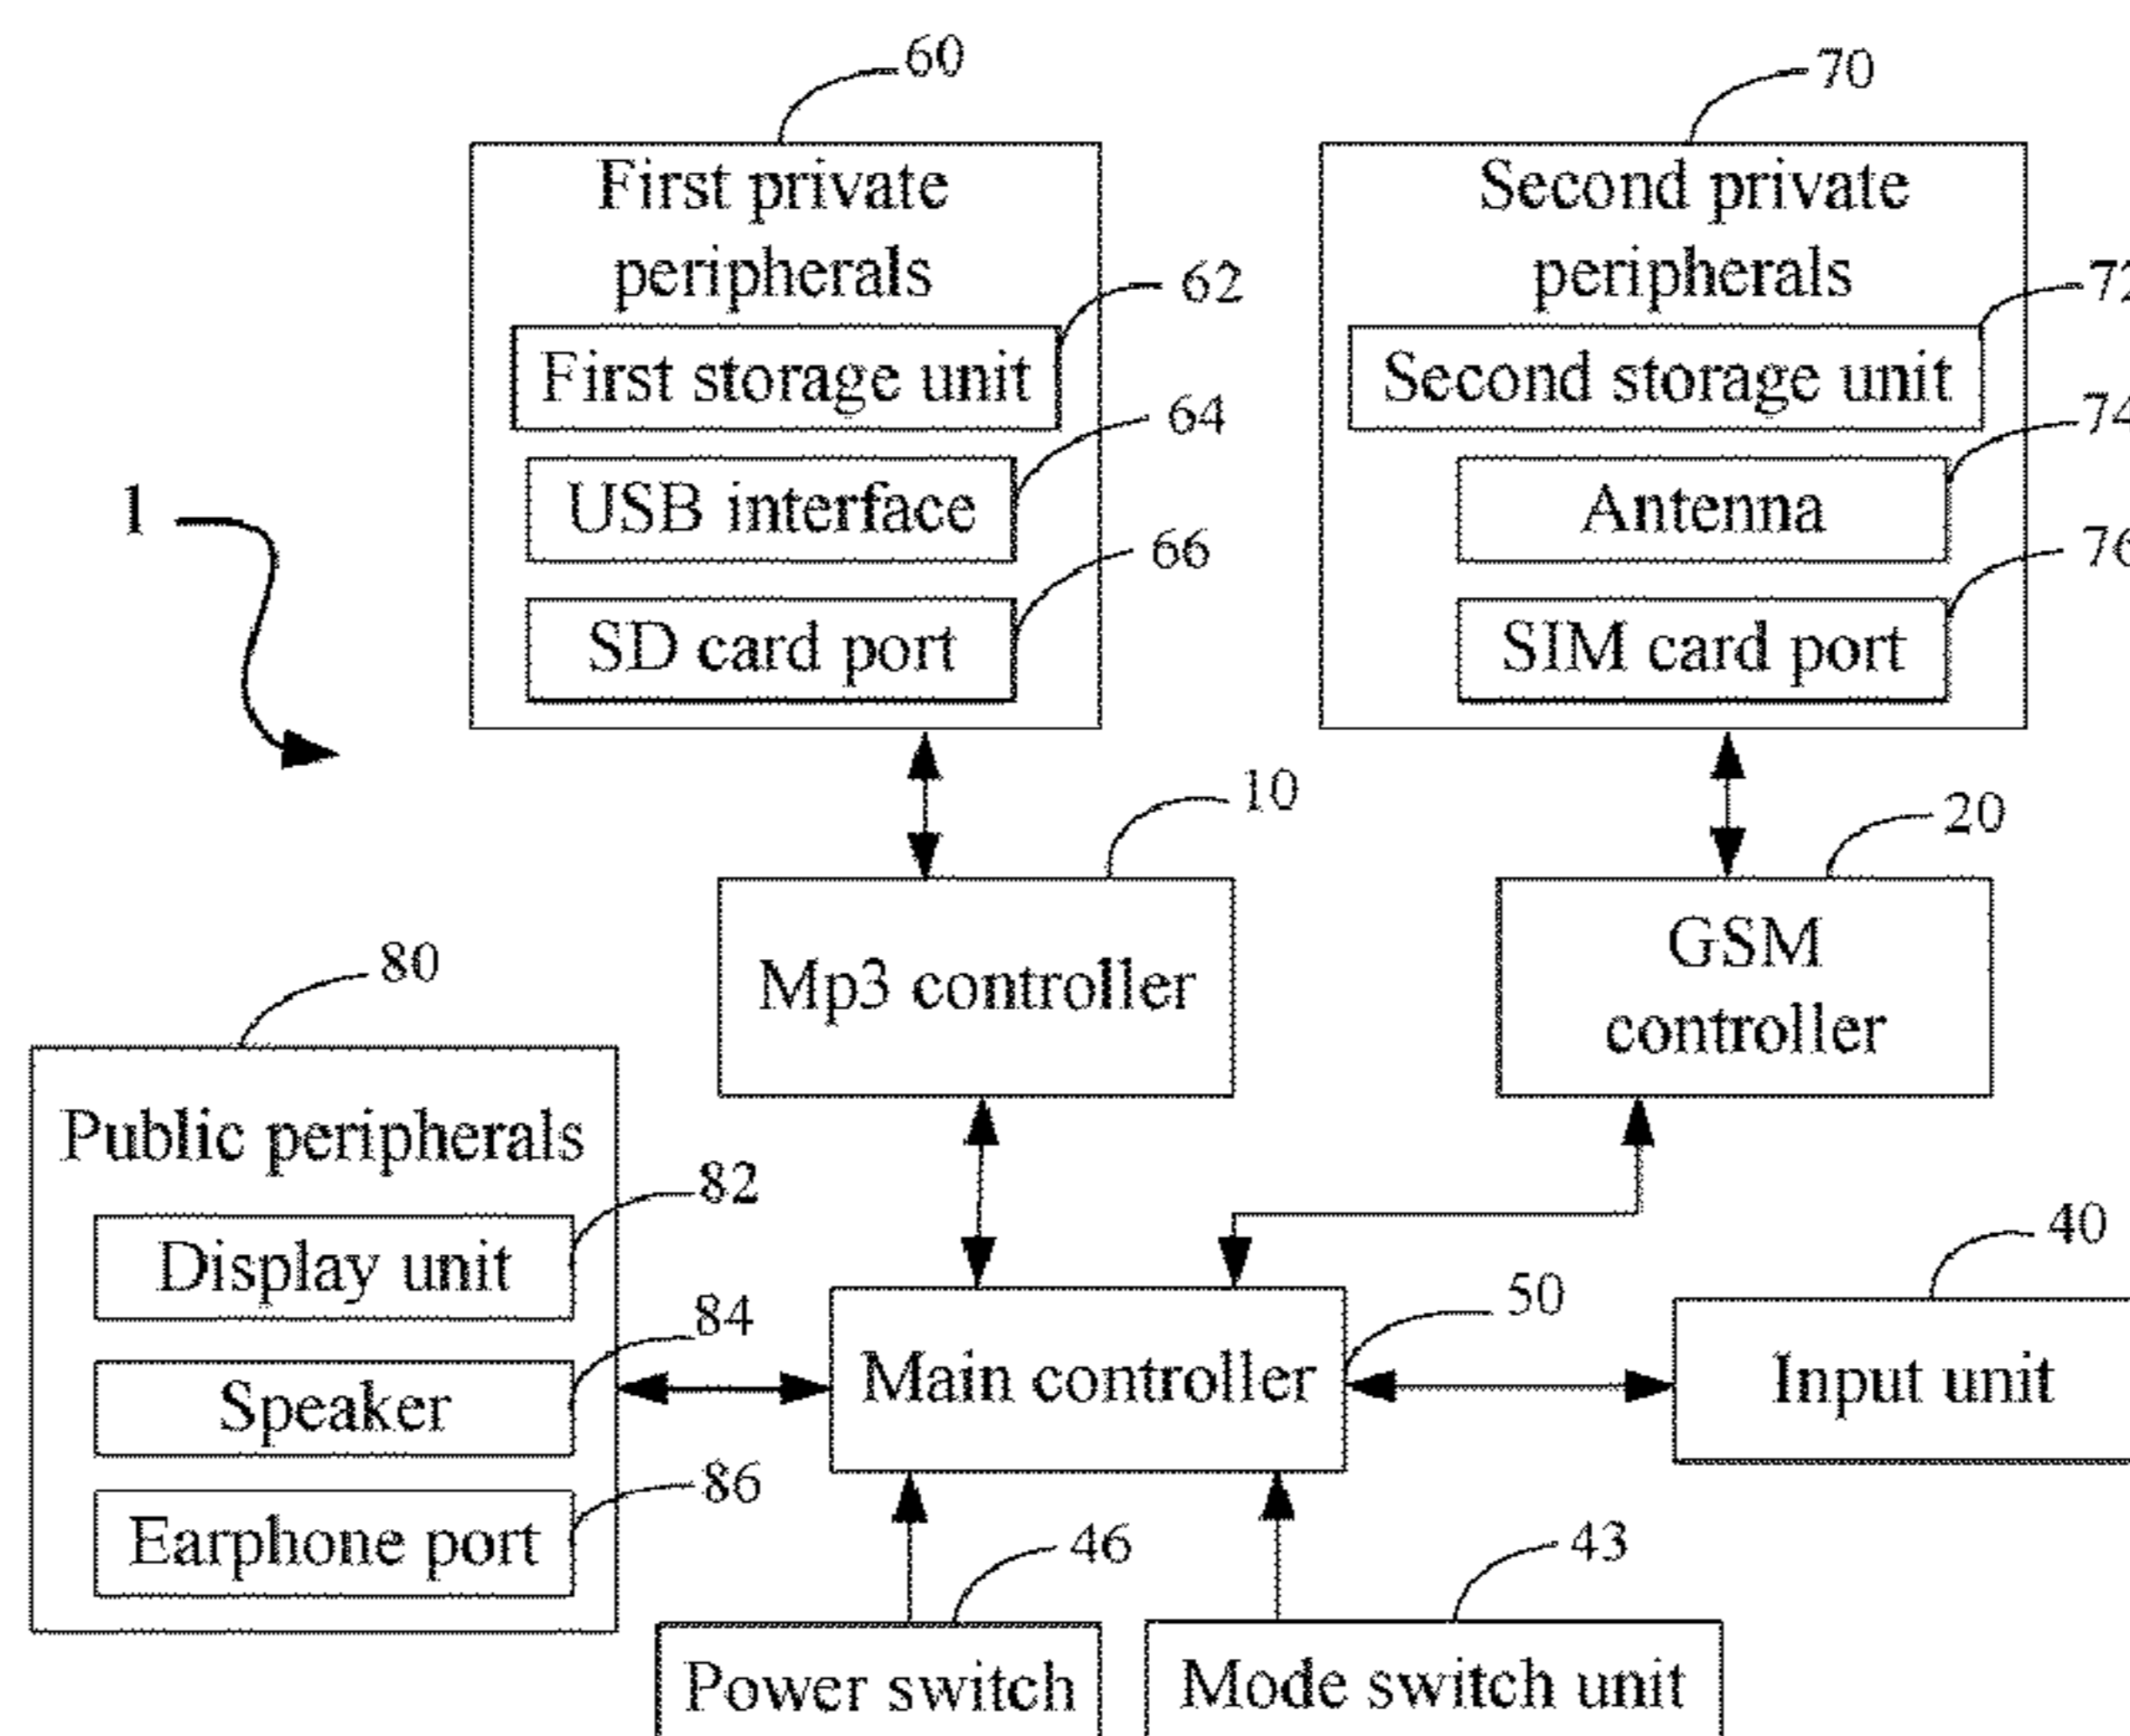 60
70
First private
peripherals
62
First storage unit
64
USB interface
66
SD card port
Second private
peripherals
72
Second storage unit
74
Antenna
76
SIM card port
1
10
Mp3 controller
20
GSM
controller
80
Public peripherals
82
Display unit
84
Speaker
86
Earphone port
50
Main controller
40
Input unit
46
Power switch
43
Mode switch unit